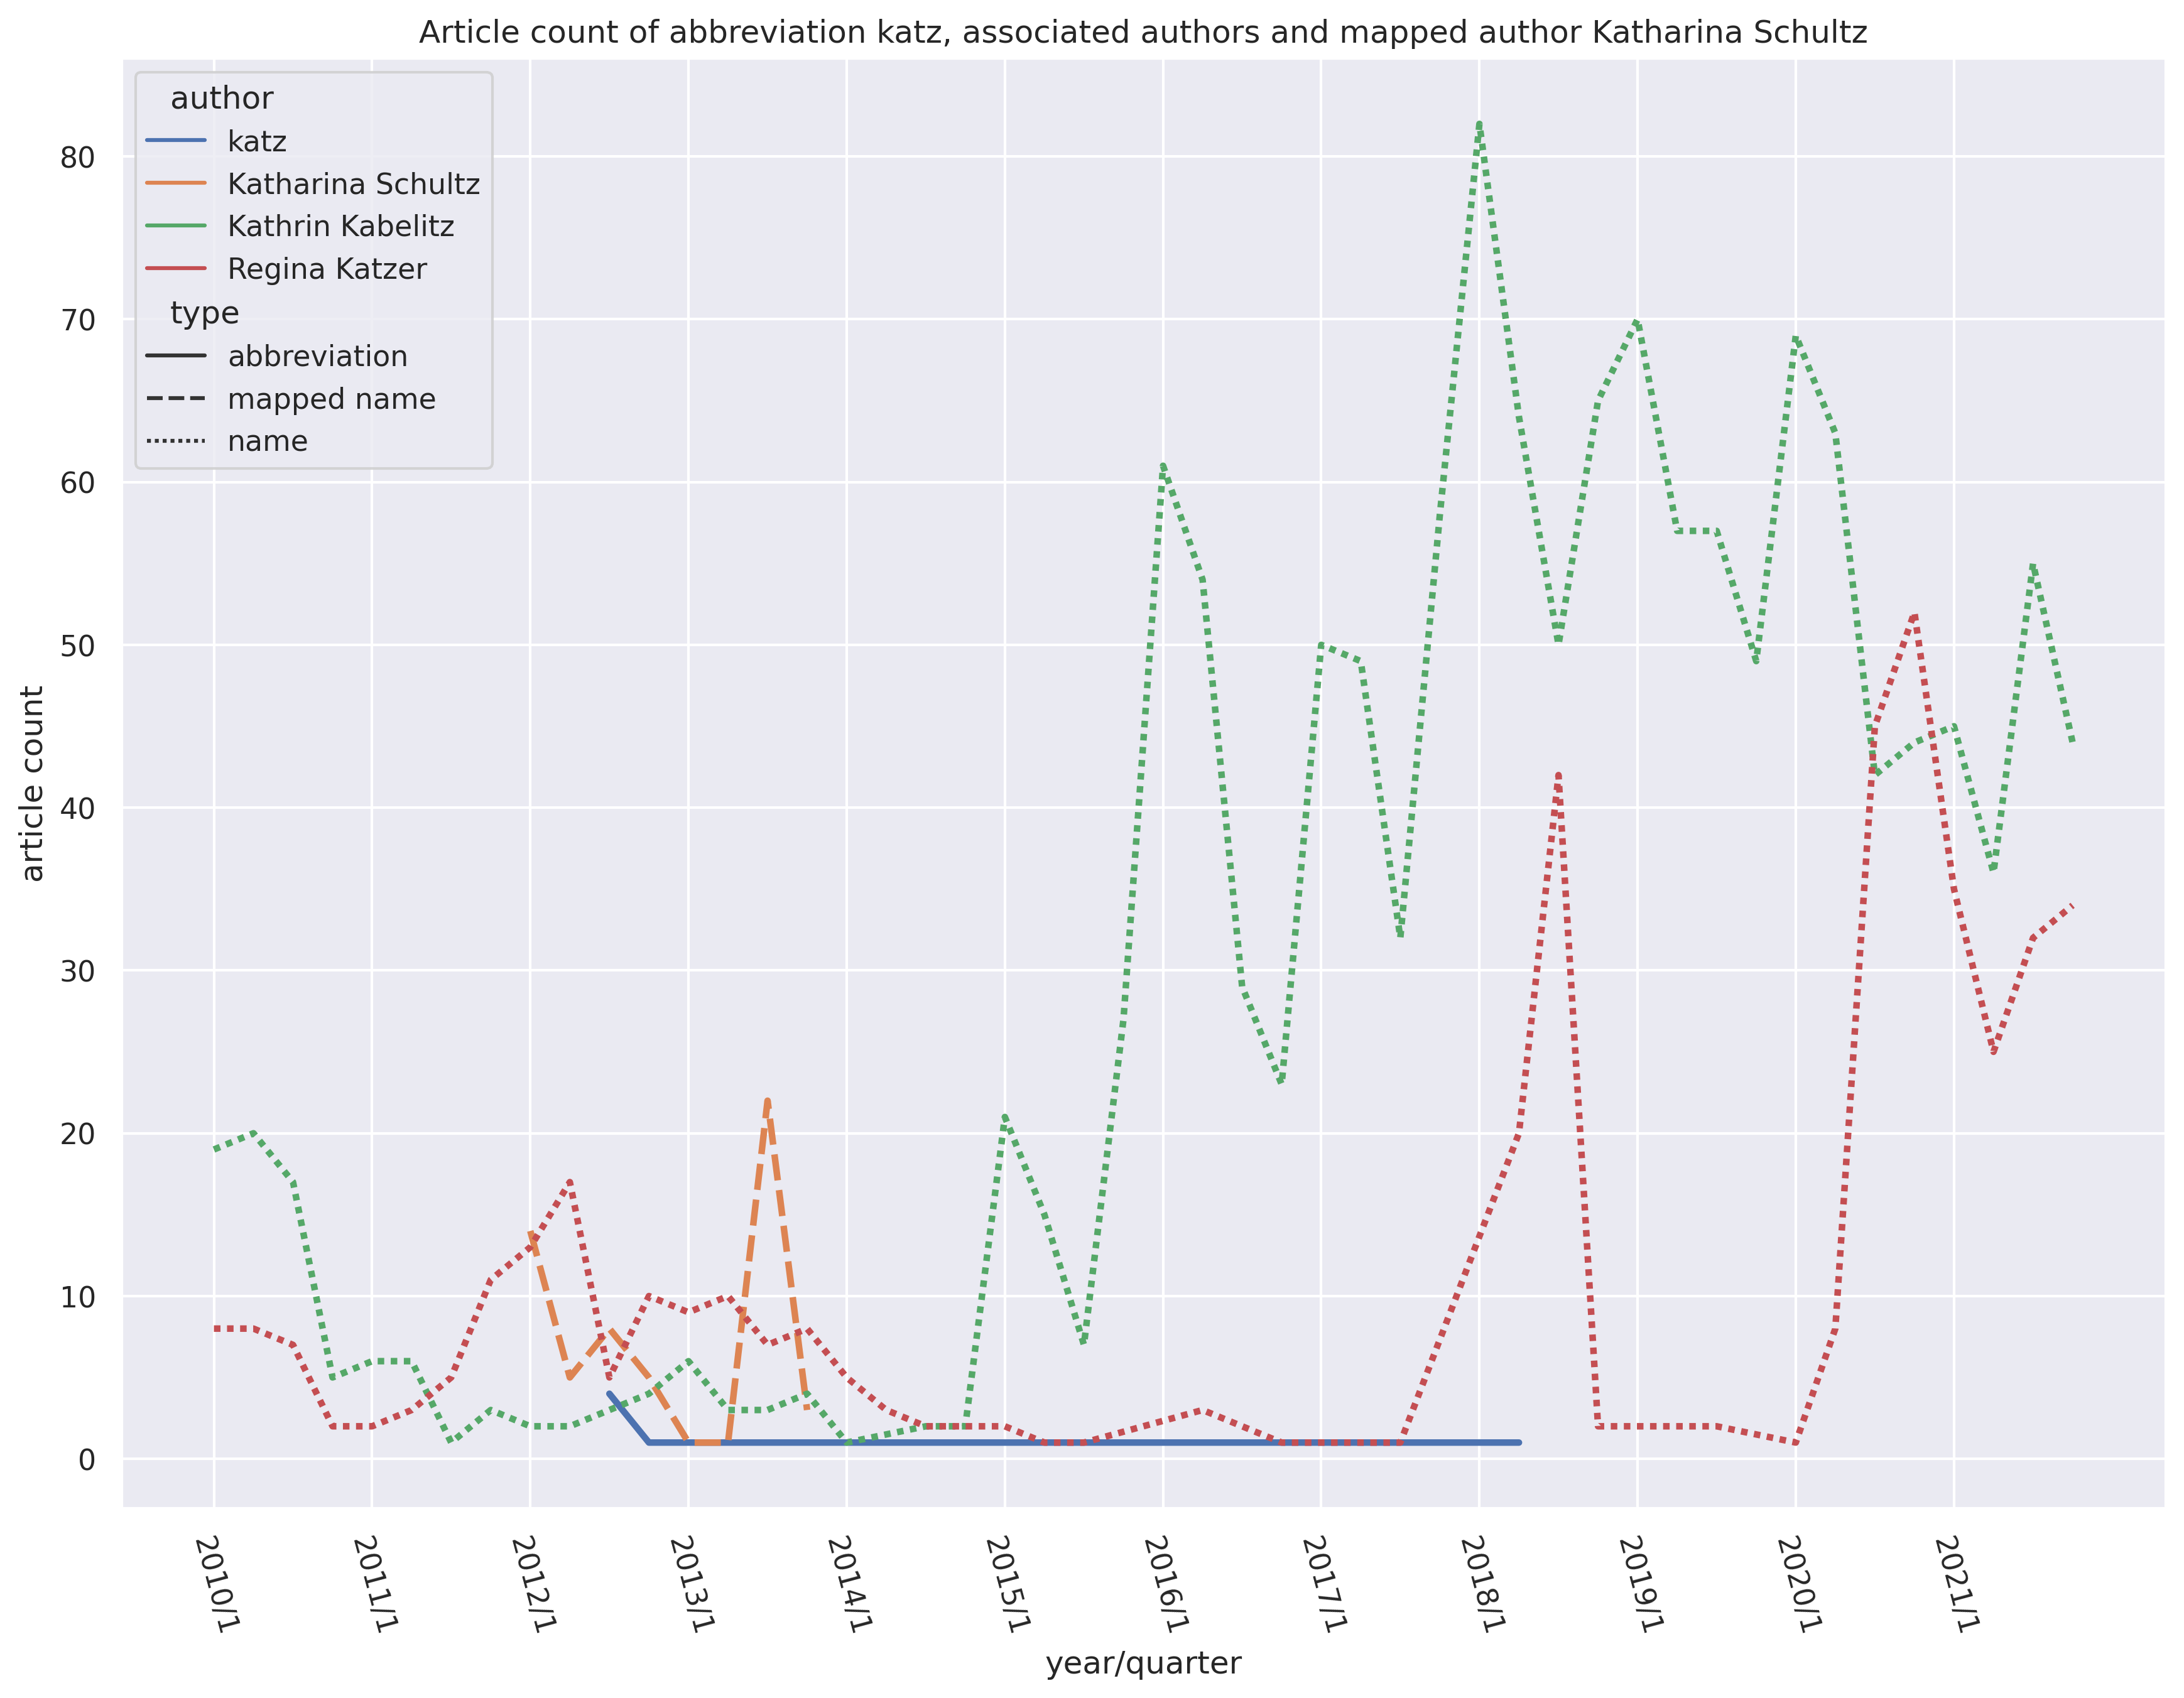 Article count of abbreviation katz, associated authors and mapped author Katharina Schultz
author
katz
Katharina Schultz
Kathrin Kabelitz
Regina Katzer
type
abbreviation
mapped name
name
80
70
60
50
40
30
20
10
0
article count
2010/1
2011/1
2012/1
2013/1
2014/1
2015/1
2016/1
2017/1
2018/1
2019/1
2020/1
2021/1
year/quarter